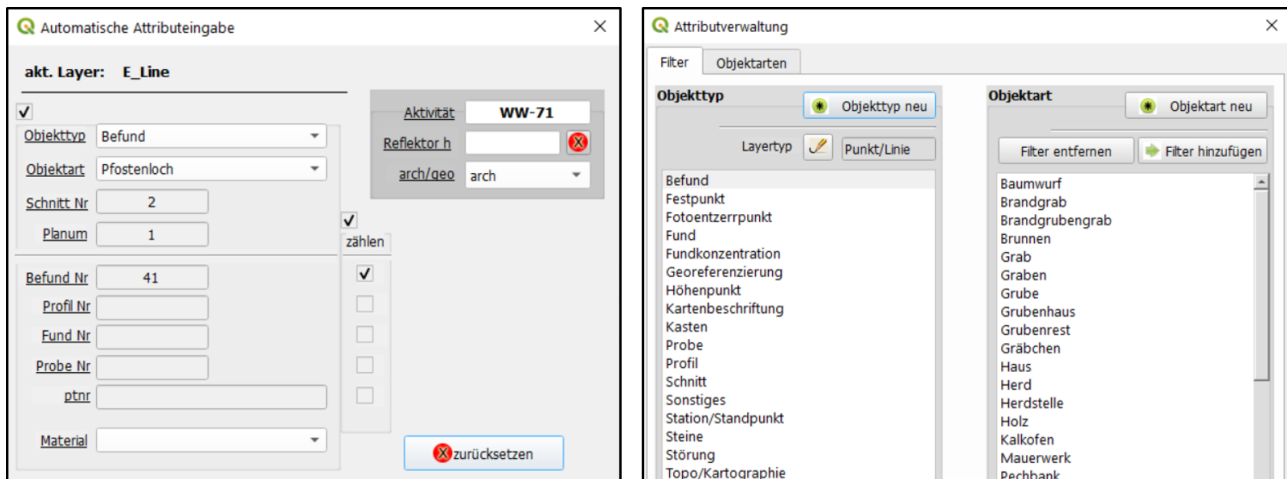 Automatische Attributeingabe
akt. Layer: E_Line
Objekttyp Befund
Objektart Pfostenloch
Schnitt Nr 2
Planum 1
Aktivität WW-71
Reflektor h
arch/geo arch
zählen
Befund Nr 41
Profil Nr
Fund Nr
Probe Nr
ptnr
Material
zurücksetzen
Attributverwaltung
Filter Objektarten
Objekttyp
Objekttyp neu
Layertyp Punkt/Linie
Befund
Festpunkt
Fotoentzerrpunkt
Fund
Fundkonzentration
Georeferenzierung
Höhenpunkt
Kartenbeschriftung
Kasten
Probe
Profil
Schnitt
Sonstiges
Station/Standpunkt
Steine
Störung
Topo/Kartographie
Objektart
Objektart neu
Filter entfernen Filter hinzufügen
Baumwurf
Brandgrab
Brandgrubengrab
Brunnen
Grab
Graben
Grube
Grubenhaus
Grubenrest
Gräbchen
Haus
Herd
Herdstelle
Holz
Kalkofen
Mauerwerk
Pechbank